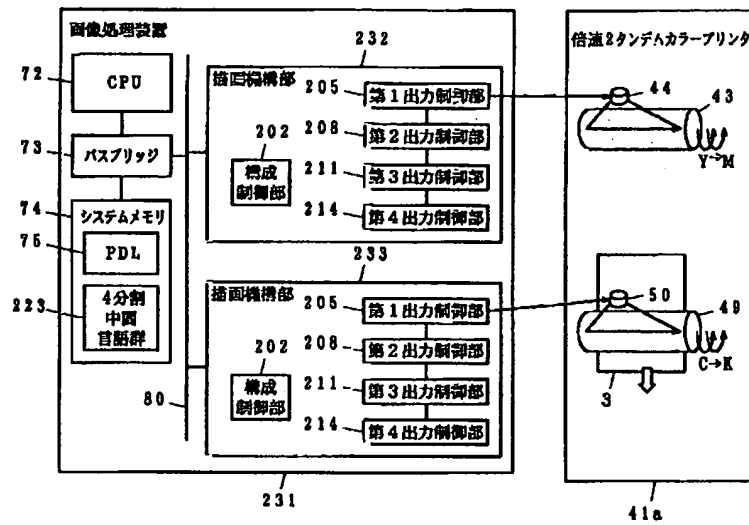 画像処理装置
72
CPU
73
バスブリッジ
74
システムメモリ
75
PDL
223
4分割
中間
言語群
80
231
232
描画機構部
202
構成
制御部
205
第1出力制御部
208
第2出力制御部
211
第3出力制御部
214
第4出力制御部
233
描画機構部
202
構成
制御部
205
第1出力制御部
208
第2出力制御部
211
第3出力制御部
214
第4出力制御部
倍速2タンデムカラープリンタ
44
43
Y→M
50
49
C→K
3
41a